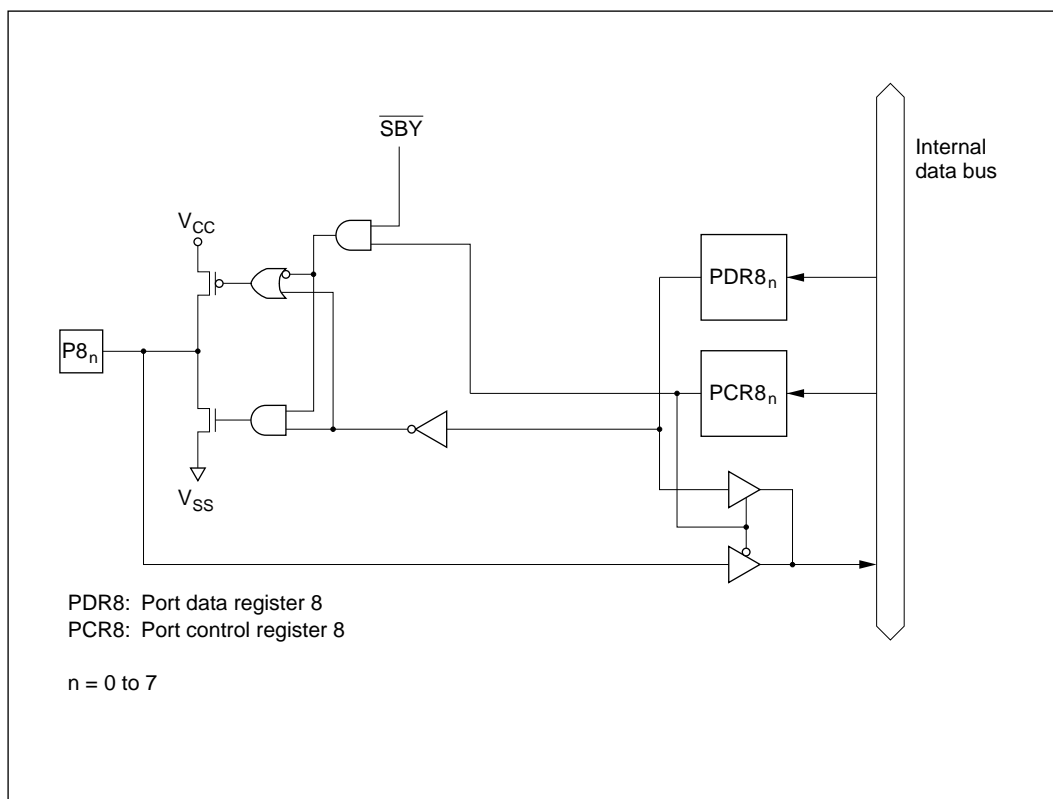 S̅B̅Y̅
Internal
data bus
VCC
PDR8n
P8n
PCR8n
VSS
PDR8: Port data register 8
PCR8: Port control register 8
n = 0 to 7